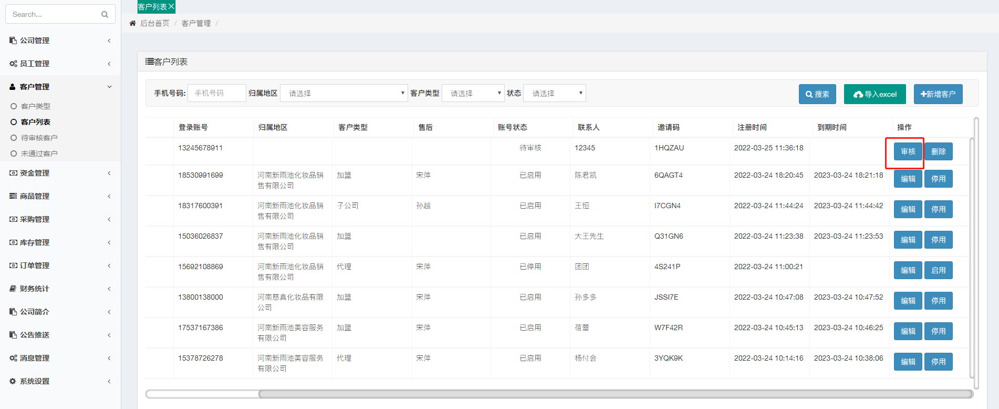 客户列表
Search...
后台首页 / 客户管理 /
公司管理
员工管理
客户管理
客户类型
客户列表
待审核客户
未通过客户
资金管理
商品管理
采购管理
库存管理
订单管理
财务统计
公司简介
公告推送
消息管理
系统设置
客户列表
手机号码: 手机号码 归属地区 请选择 客户类型 请选择 状态 请选择 搜索 导入excel 新增客户
登录账号 归属地区 客户类型 售后 账号状态 联系人 邀请码 注册时间 到期时间 操作
13245678911 待审核 12345 1HQZAU 2022-03-25 11:36:18 审核 删除
18530991699 河南新雨池化妆品销 加盟 宋萍 已启用 陈君凯 6QAGT4 2022-03-24 18:20:45 2023-03-24 18:21:18 编辑 停用
售有限公司
18317600391 河南新雨池化妆品销 子公司 孙越 已启用 王恒 I7CGN4 2022-03-24 11:44:24 2023-03-24 11:44:42 编辑 停用
售有限公司
15036026837 河南新雨池化妆品销 加盟 已启用 大王先生 Q31GN6 2022-03-24 11:23:38 2023-03-24 11:23:53 编辑 停用
售有限公司
15692108869 河南新雨池化妆品销 代理 宋萍 已停用 团团 4S241P 2022-03-24 11:00:21 编辑 启用
售有限公司
13800138000 河南慈真化妆品有限 加盟 宋萍 已启用 孙多多 JSSI7E 2022-03-24 10:47:08 2023-03-24 10:47:52 编辑 停用
公司
17537167386 河南新雨池美容服务 加盟 宋萍 已启用 蓓蕾 W7F42R 2022-03-24 10:45:13 2023-03-24 10:46:25 编辑 停用
有限公司
15378726278 河南新雨池美容服务 代理 宋萍 已启用 杨付会 3YQK9K 2022-03-24 10:14:16 2023-03-24 10:38:06 编辑 停用
有限公司